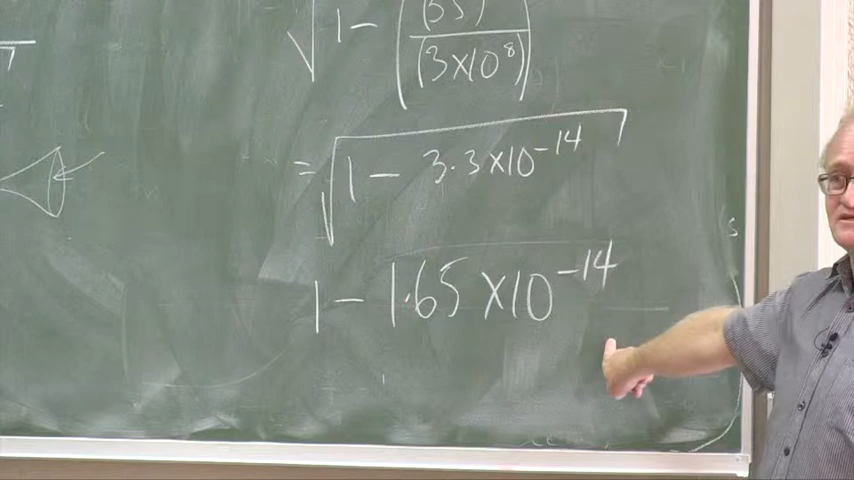 √1 - (55)
(3×10⁸)
= √1 - 3·3×10⁻¹⁴
1 - 1·65 ×10⁻¹⁴